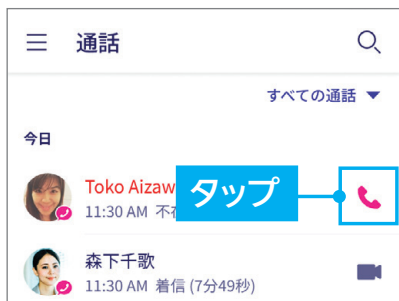 通話
すべての通話
今日
Toko Aizaw
タップ
11:30 AM 不在
森下千歌
11:30 AM 着信 (7分49秒)